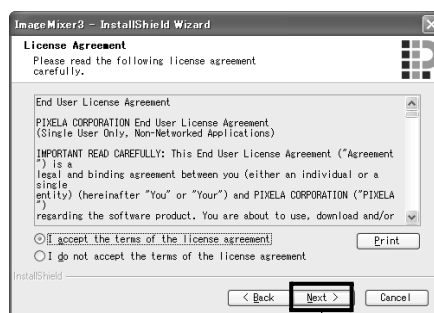 ImageMixer3 - InstallShield Wizard
License Agreement
Please read the following license agreement
carefully.
End User License Agreement
PIXELA CORPORATION End User License Agreement
(Single User Only, Non-Networked Applications)
IMPORTANT READ CAREFULLY: This End User License Agreement ("Agreement
") is a
legal and binding agreement between you (either an individual or a
single
entity) (hereinafter "You" or "Your") and PIXELA CORPORATION ("PIXELA
")
regarding the software product. You are about to use, download and/or
I accept the terms of the license agreement
Print
I do not accept the terms of the license agreement
InstallShield
< Back
Next >
Cancel